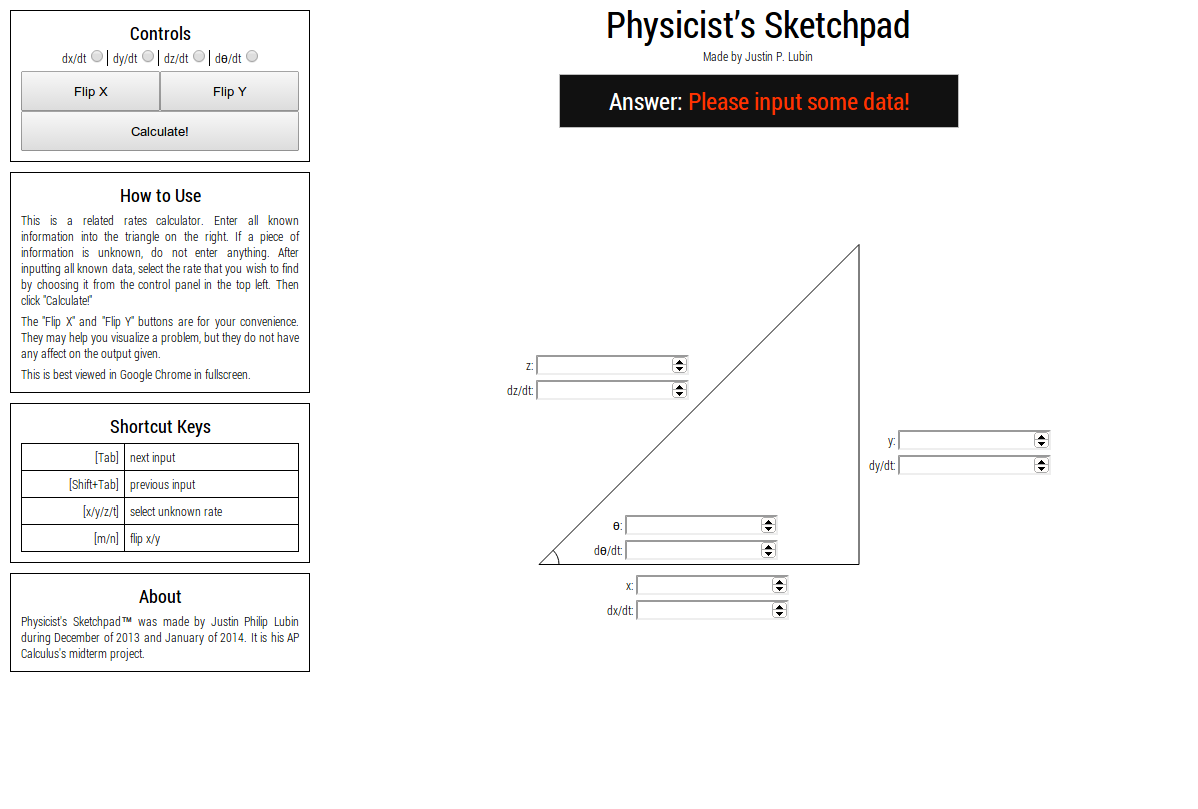 Controls
dx/dt
dy/dt
dz/dt
dθ/dt
Flip X
Flip Y
Calculate!
How to Use
This is a related rates calculator. Enter all known
information into the triangle on the right. If a piece of
information is unknown, do not enter anything. After
inputting all known data, select the rate that you wish to find
by choosing it from the control panel in the top left. Then
click "Calculate!"
The "Flip X" and "Flip Y" buttons are for your convenience.
They may help you visualize a problem, but they do not have
any affect on the output given.
This is best viewed in Google Chrome in fullscreen.
Shortcut Keys
[Tab] next input
[Shift+Tab] previous input
[x/y/z/t] select unknown rate
[m/n] flip x/y
About
Physicist's Sketchpad™ was made by Justin Philip Lubin
during December of 2013 and January of 2014. It is his AP
Calculus's midterm project.
Physicist’s Sketchpad
Made by Justin P. Lubin
Answer: Please input some data!
z:
dz/dt:
y:
dy/dt:
θ:
dθ/dt:
x:
dx/dt: